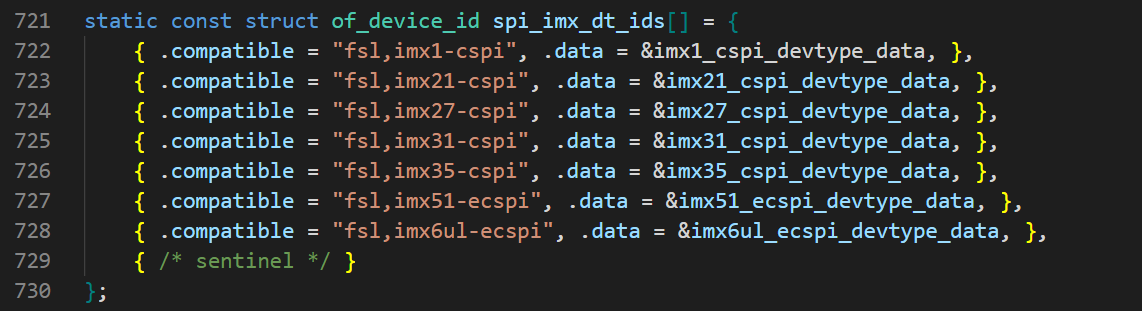 721 static const struct of_device_id spi_imx_dt_ids[] = {
722     { .compatible = "fsl,imx1-cspi", .data = &imx1_cspi_devtype_data, },
723     { .compatible = "fsl,imx21-cspi", .data = &imx21_cspi_devtype_data, },
724     { .compatible = "fsl,imx27-cspi", .data = &imx27_cspi_devtype_data, },
725     { .compatible = "fsl,imx31-cspi", .data = &imx31_cspi_devtype_data, },
726     { .compatible = "fsl,imx35-cspi", .data = &imx35_cspi_devtype_data, },
727     { .compatible = "fsl,imx51-ecspi", .data = &imx51_ecspi_devtype_data, },
728     { .compatible = "fsl,imx6ul-ecspi", .data = &imx6ul_ecspi_devtype_data, },
729     { /* sentinel */ }
730 };